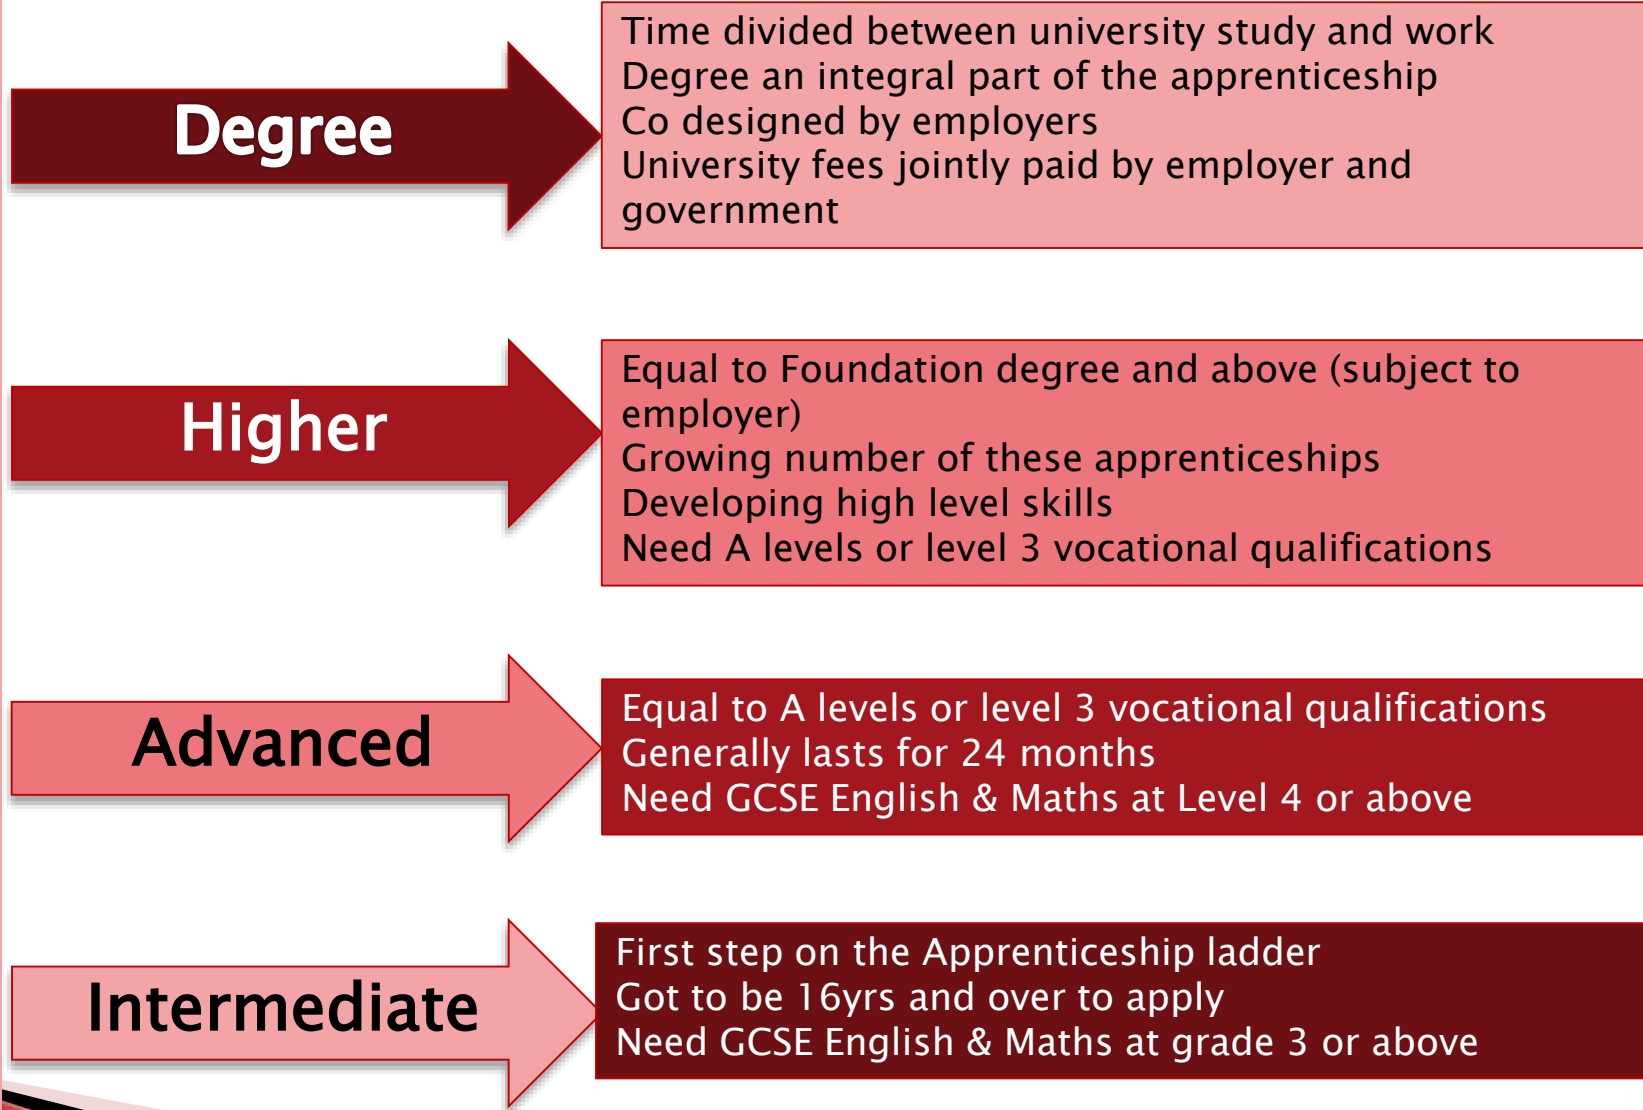 Degree
Time divided between university study and work
Degree an integral part of the apprenticeship
Co designed by employers
University fees jointly paid by employer and
government
Higher
Equal to Foundation degree and above (subject to
employer)
Growing number of these apprenticeships
Developing high level skills
Need A levels or level 3 vocational qualifications
Advanced
Equal to A levels or level 3 vocational qualifications
Generally lasts for 24 months
Need GCSE English & Maths at Level 4 or above
Intermediate
First step on the Apprenticeship ladder
Got to be 16yrs and over to apply
Need GCSE English & Maths at grade 3 or above